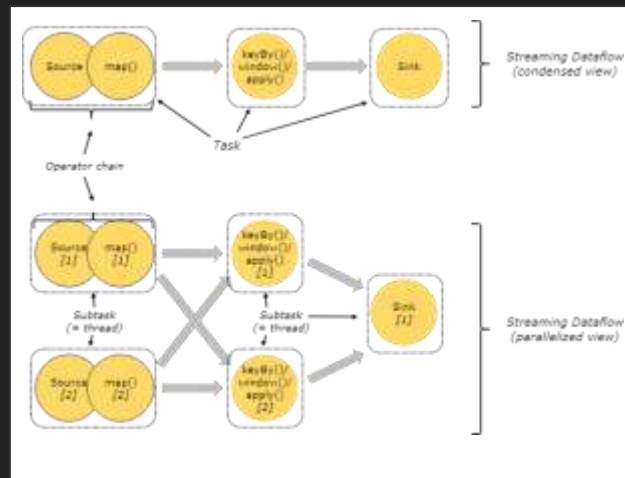 Source
map()
keyBy()/
window()/
apply()
Sink
Streaming Dataflow
(condensed view)
Task
Operator chain
Source
[1]
map()
[1]
keyBy()/
window()/
apply()
[1]
Subtask
(= thread)
Subtask
(= thread)
Sink
[1]
Streaming Dataflow
(parallelized view)
Source
[2]
map()
[2]
keyBy()/
window()/
apply()
[2]